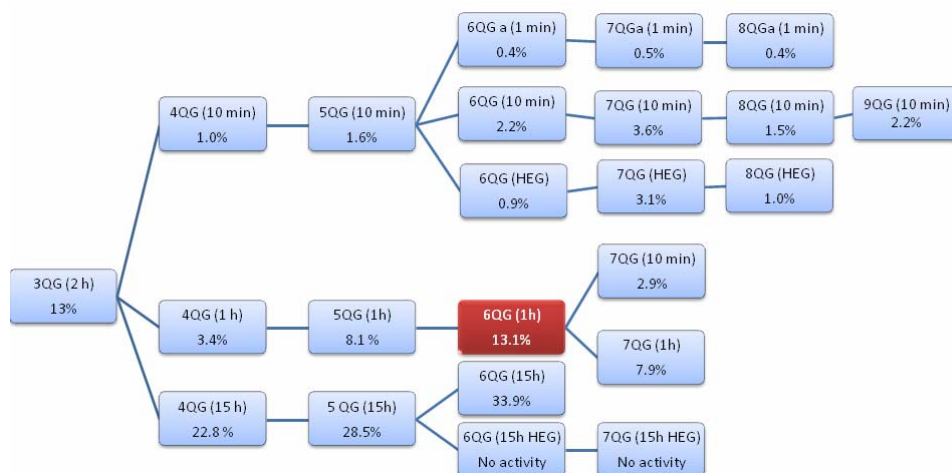 6QG a (1 min)
0.4%
7QGa (1 min)
0.5%
8QGa (1 min)
0.4%
4QG (10 min)
1.0%
5QG (10 min)
1.6%
6QG (10 min)
2.2%
7QG (10 min)
3.6%
8QG (10 min)
1.5%
9QG (10 min)
2.2%
6QG (HEG)
0.9%
7QG (HEG)
3.1%
8QG (HEG)
1.0%
3QG (2 h)
13%
4QG (1 h)
3.4%
5QG (1h)
8.1 %
6QG (1h)
13.1%
7QG (10 min)
2.9%
7QG (1h)
7.9%
4QG (15 h)
22.8 %
5 QG (15h)
28.5%
6QG (15h)
33.9%
6QG (15h HEG)
No activity
7QG (15h HEG)
No activity